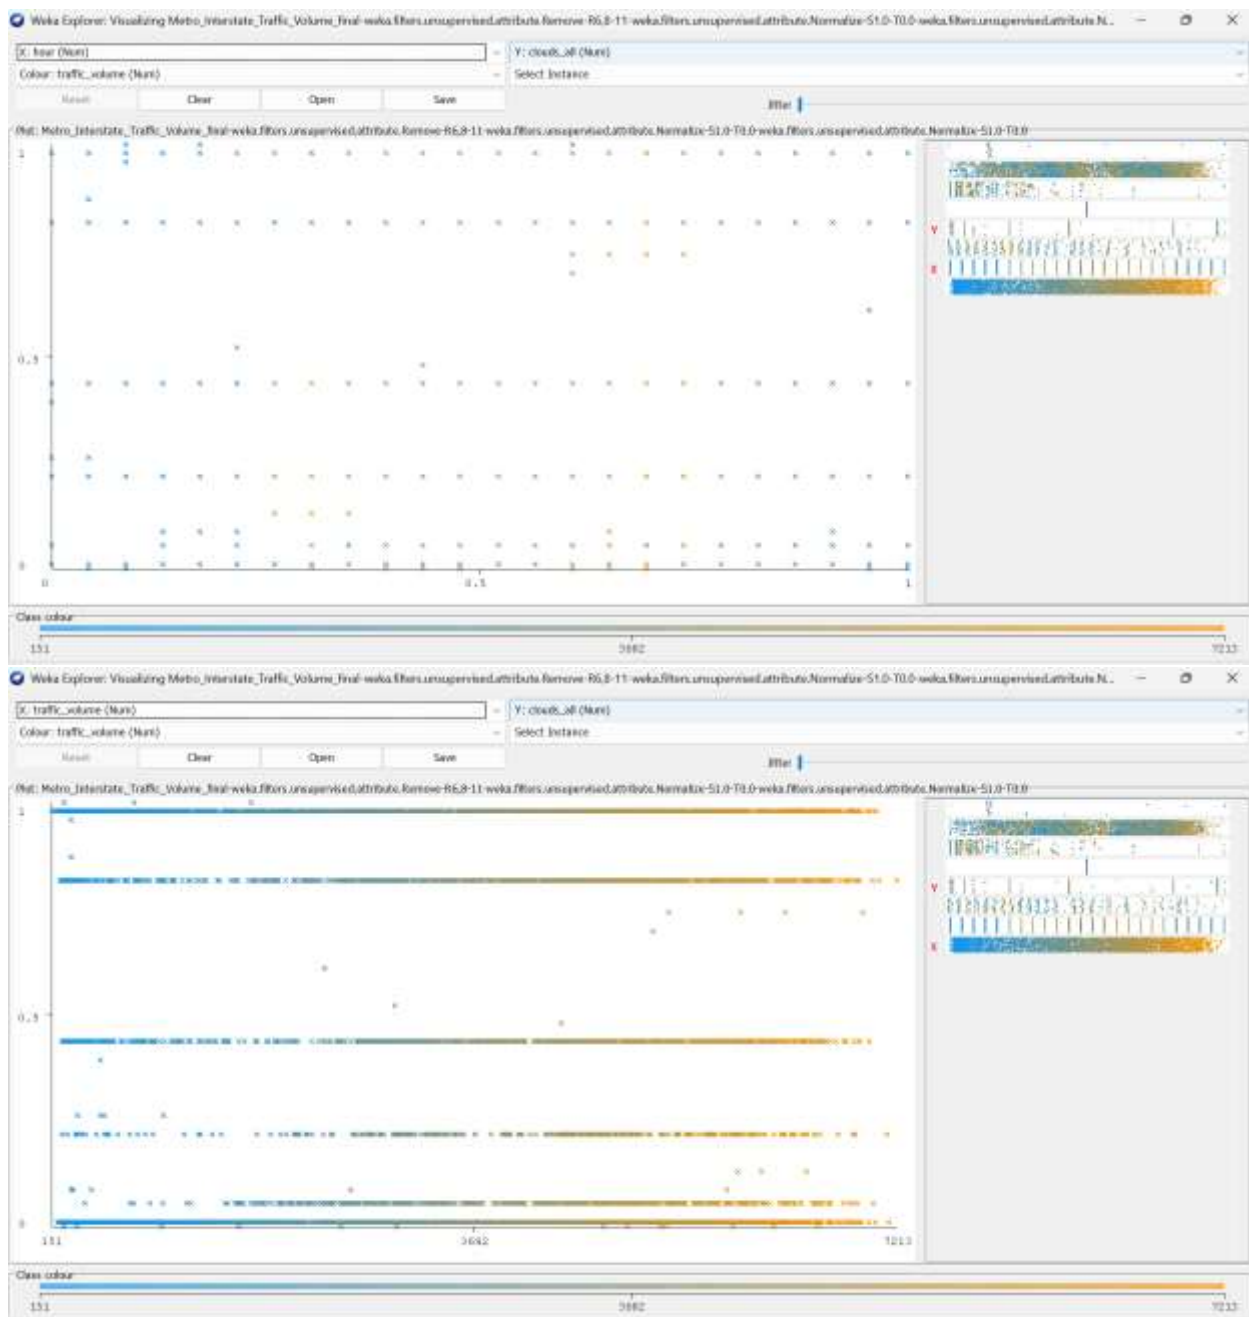 Weka Explorer: Visualizing Metro_Interstate_Traffic_Volume_final-weka.filters.unsupervised.attribute.Remove-R6,8-11-weka.filters.unsupervised.attribute.Normalize-S1.0-T0.0-weka.filters.unsupervised.attribute.N...
X: hour (Num)
Y: clouds_all (Num)
Colour: traffic_volume (Num)
Select Instance
Reset
Clear
Open
Save
Jitter
Plot: Metro_Interstate_Traffic_Volume_final-weka.filters.unsupervised.attribute.Remove-R6,8-11-weka.filters.unsupervised.attribute.Normalize-S1.0-T0.0-weka.filters.unsupervised.attribute.Normalize-S1.0-T0.0
1
Y
X
0.5
0
0
0.5
1
Class colour
151
3682
7213
Weka Explorer: Visualizing Metro_Interstate_Traffic_Volume_final-weka.filters.unsupervised.attribute.Remove-R6,8-11-weka.filters.unsupervised.attribute.Normalize-S1.0-T0.0-weka.filters.unsupervised.attribute.N...
X: traffic_volume (Num)
Y: clouds_all (Num)
Colour: traffic_volume (Num)
Select Instance
Reset
Clear
Open
Save
Jitter
Plot: Metro_Interstate_Traffic_Volume_final-weka.filters.unsupervised.attribute.Remove-R6,8-11-weka.filters.unsupervised.attribute.Normalize-S1.0-T0.0-weka.filters.unsupervised.attribute.Normalize-S1.0-T0.0
1
Y
X
0.5
0
151
3682
7213
Class colour
151
3682
7213